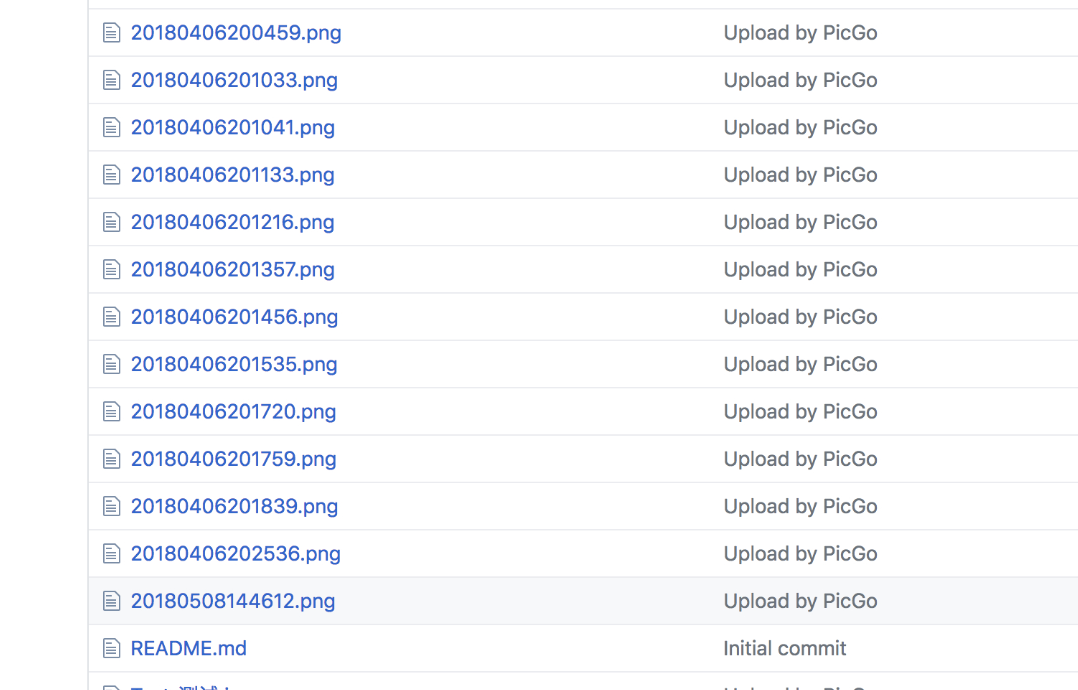 20180406200459.png Upload by PicGo
20180406201033.png Upload by PicGo
20180406201041.png Upload by PicGo
20180406201133.png Upload by PicGo
20180406201216.png Upload by PicGo
20180406201357.png Upload by PicGo
20180406201456.png Upload by PicGo
20180406201535.png Upload by PicGo
20180406201720.png Upload by PicGo
20180406201759.png Upload by PicGo
20180406201839.png Upload by PicGo
20180406202536.png Upload by PicGo
20180508144612.png Upload by PicGo
README.md Initial commit